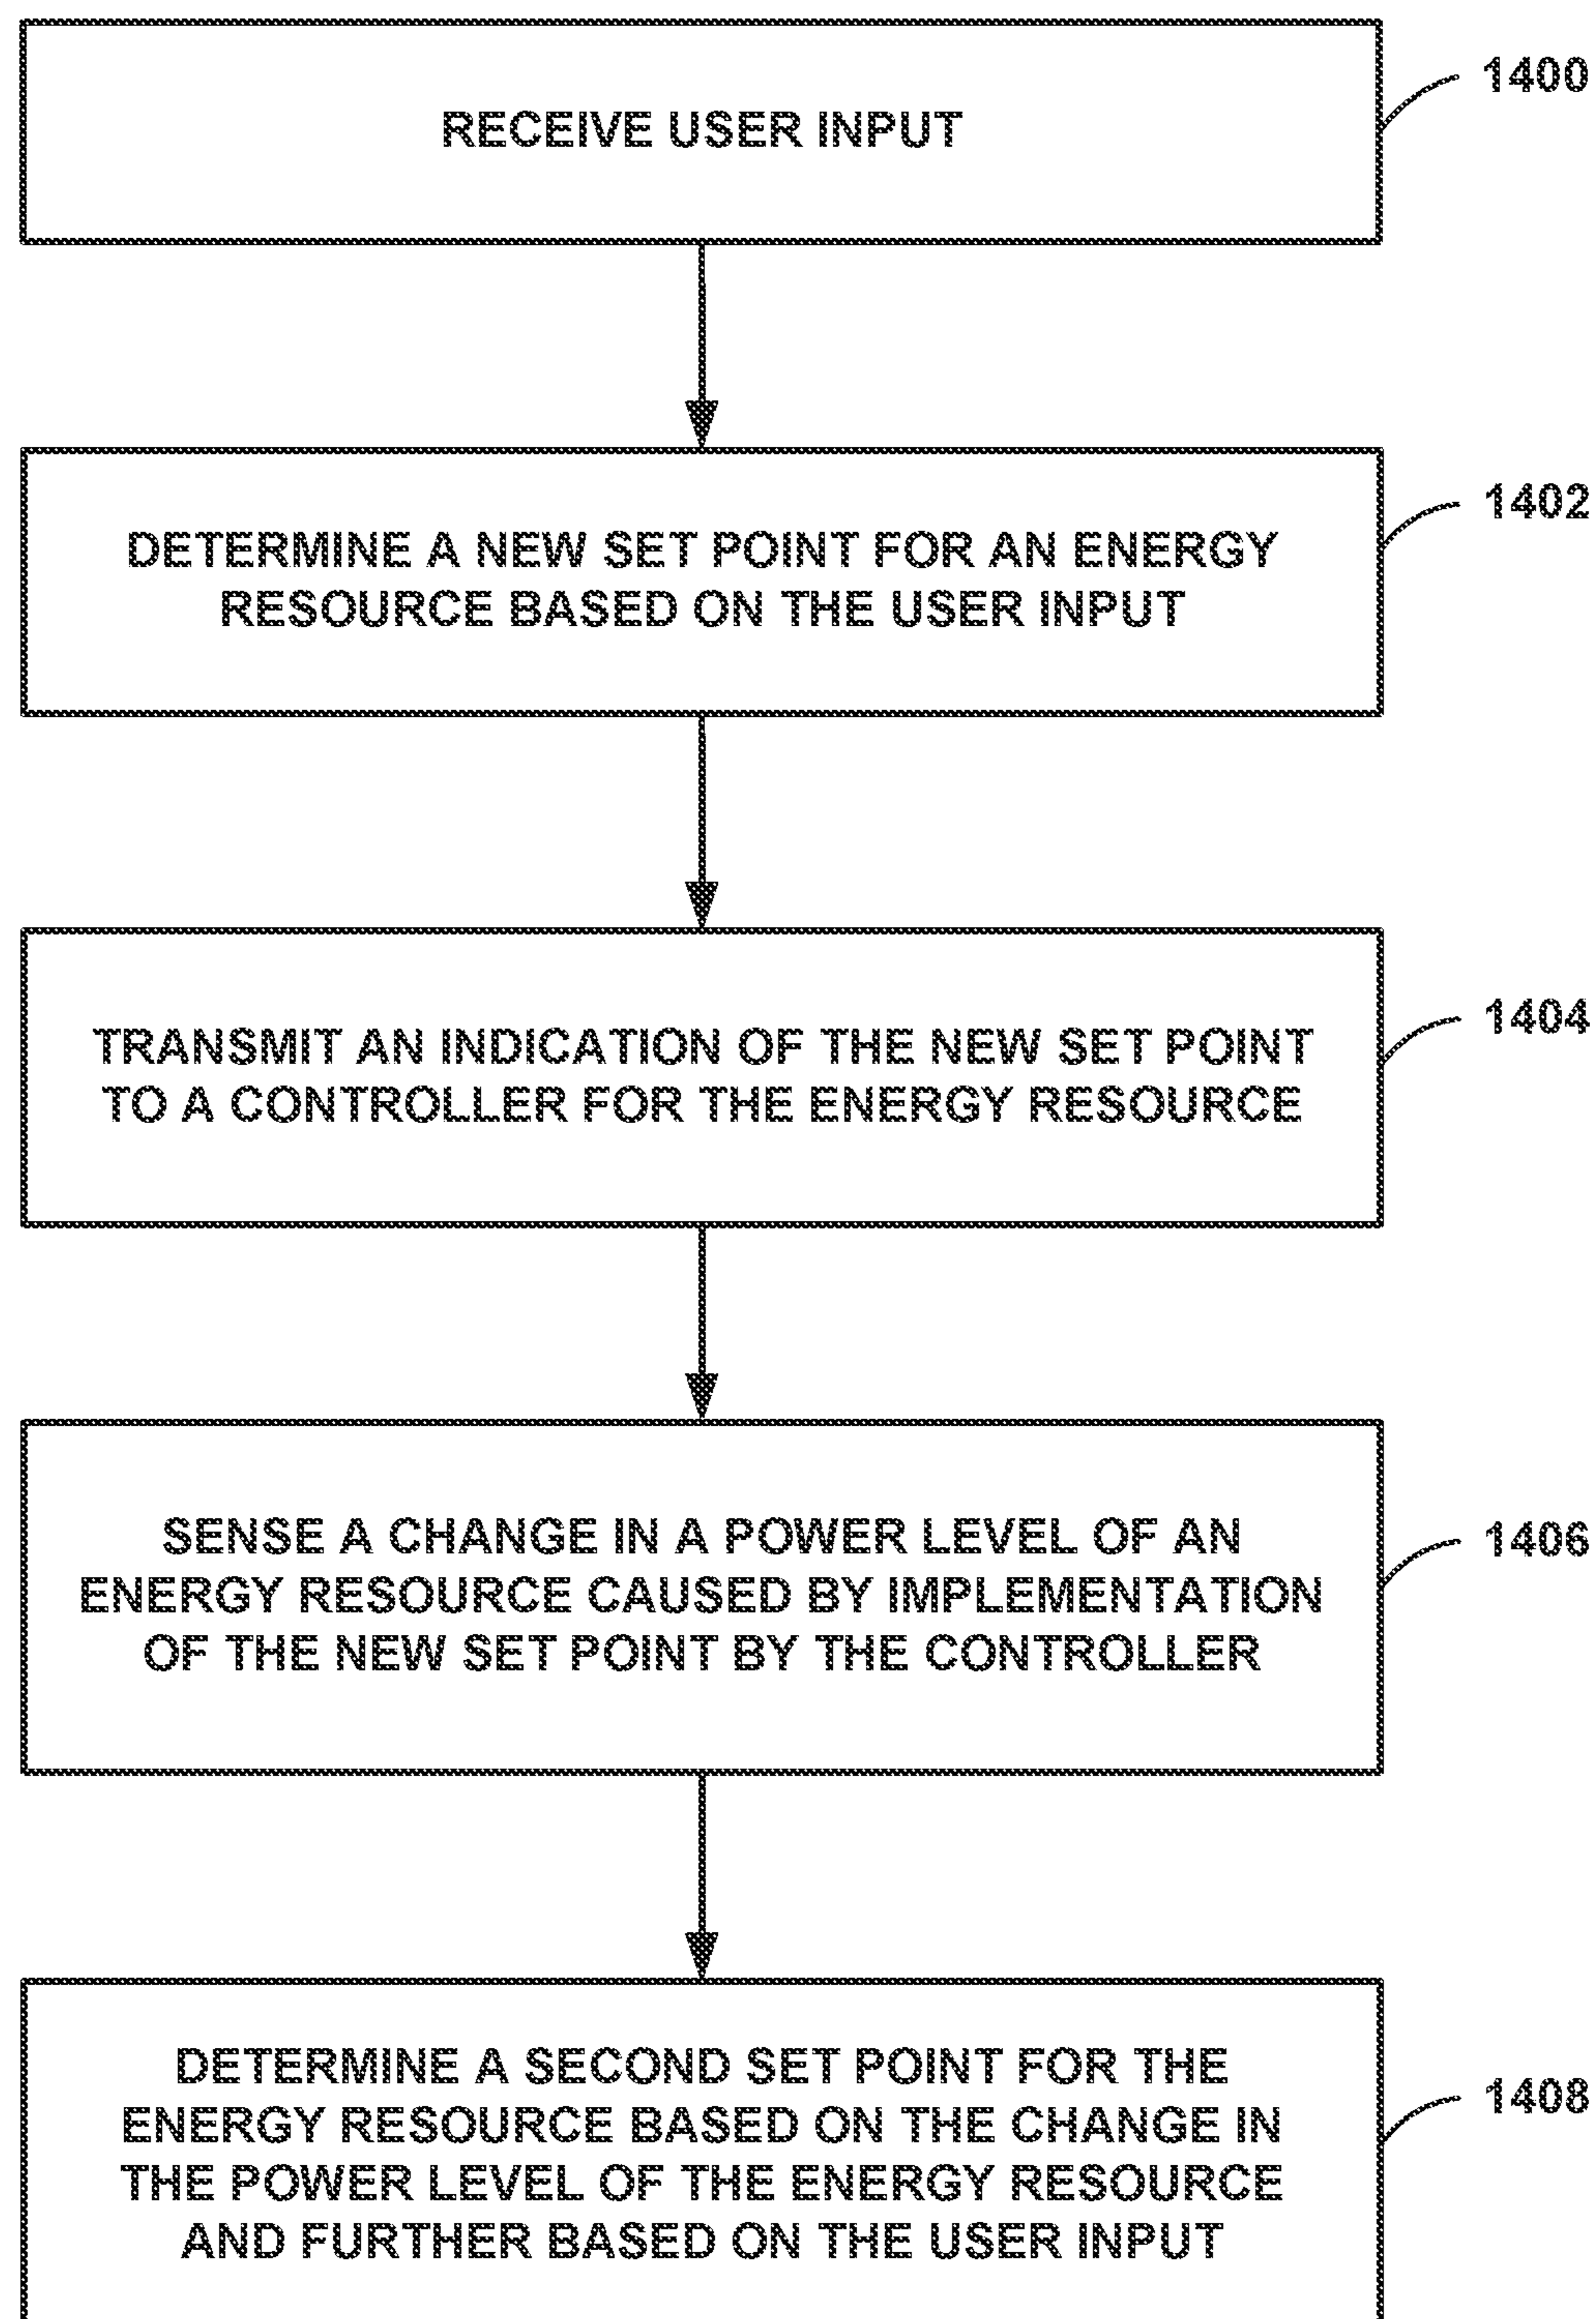 RECEIVE USER INPUT
1400
DETERMINE A NEW SET POINT FOR AN ENERGY
RESOURCE BASED ON THE USER INPUT
1402
TRANSMIT AN INDICATION OF THE NEW SET POINT
TO A CONTROLLER FOR THE ENERGY RESOURCE
1404
SENSE A CHANGE IN A POWER LEVEL OF AN
ENERGY RESOURCE CAUSED BY IMPLEMENTATION
OF THE NEW SET POINT BY THE CONTROLLER
1406
DETERMINE A SECOND SET POINT FOR THE
ENERGY RESOURCE BASED ON THE CHANGE IN
THE POWER LEVEL OF THE ENERGY RESOURCE
AND FURTHER BASED ON THE USER INPUT
1408